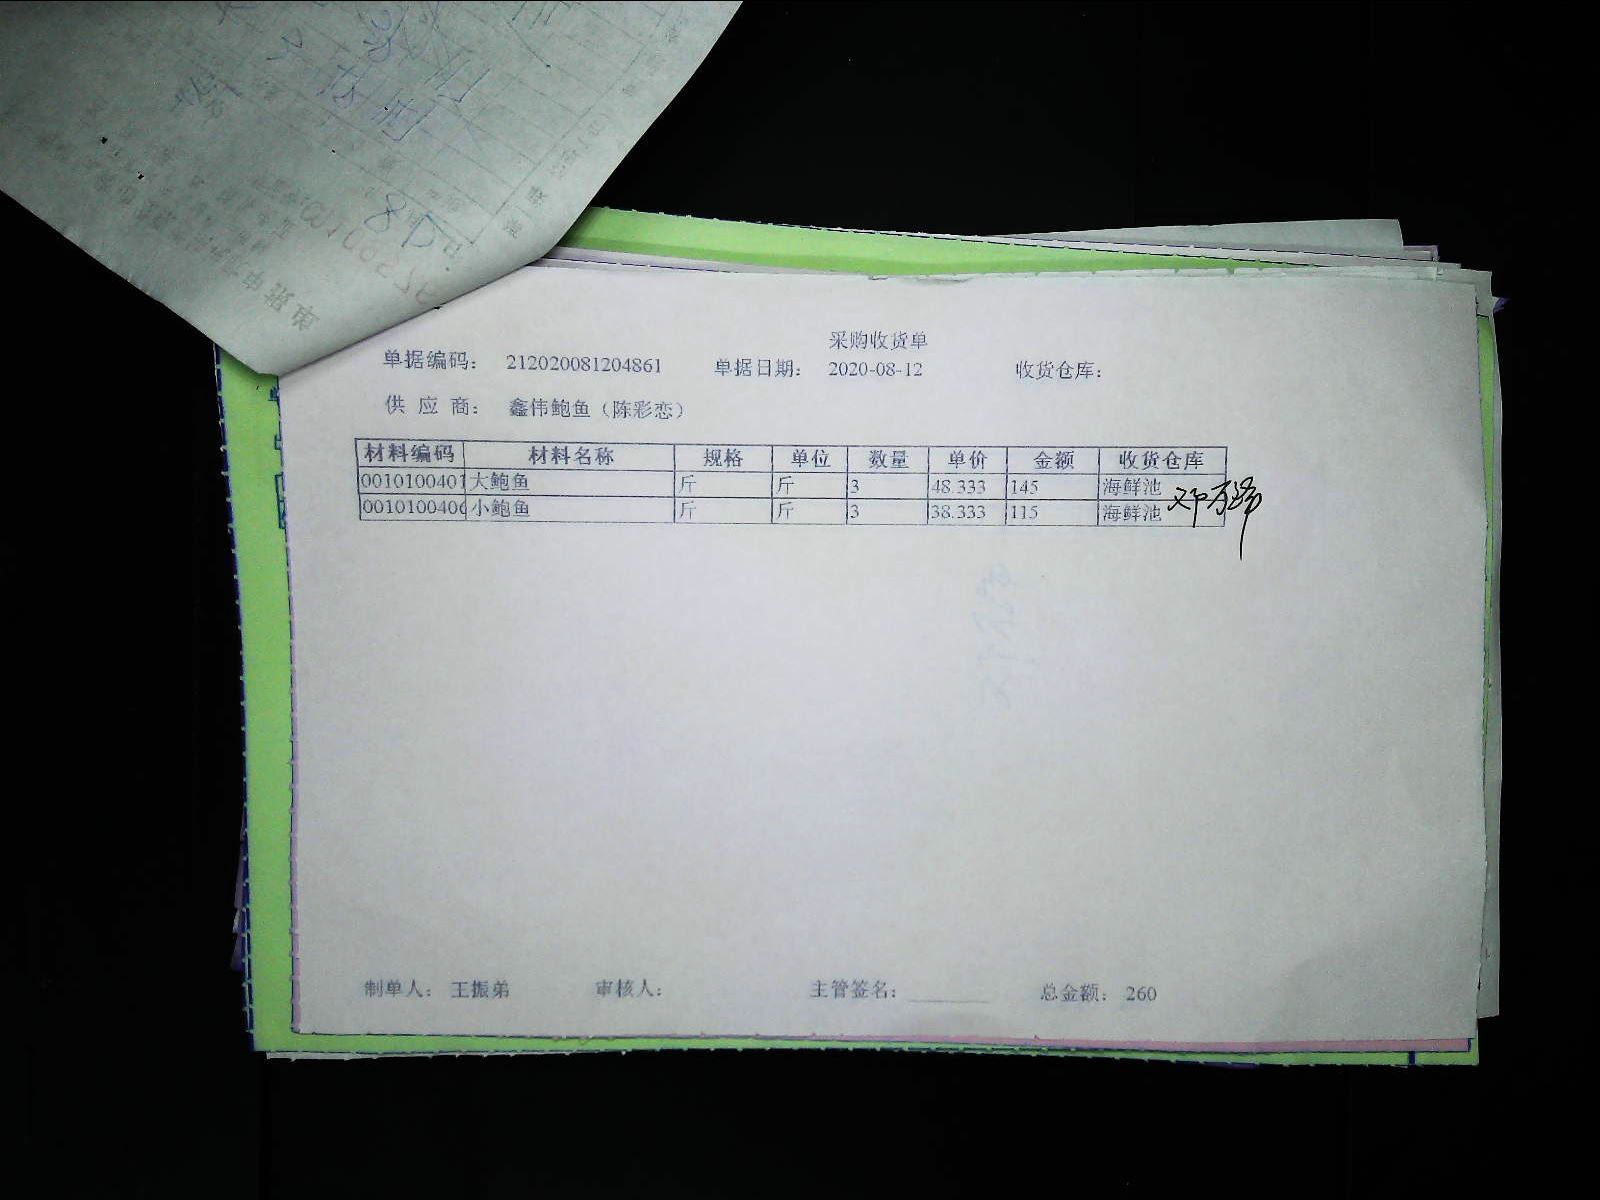 采购收货单
单据编码： 212020081204861 单据日期： 2020-08-12 收货仓库：
供 应 商： 鑫伟鲍鱼（陈彩恋）
材料编码 材料名称 规格 单位 数量 单价 金额 收货仓库
0010100401 大鲍鱼 斤 斤 3 48.333 145 海鲜池
0010100406 小鲍鱼 斤 斤 3 38.333 115 海鲜池
制单人： 王振弟 审核人： 主管签名： 总金额： 260